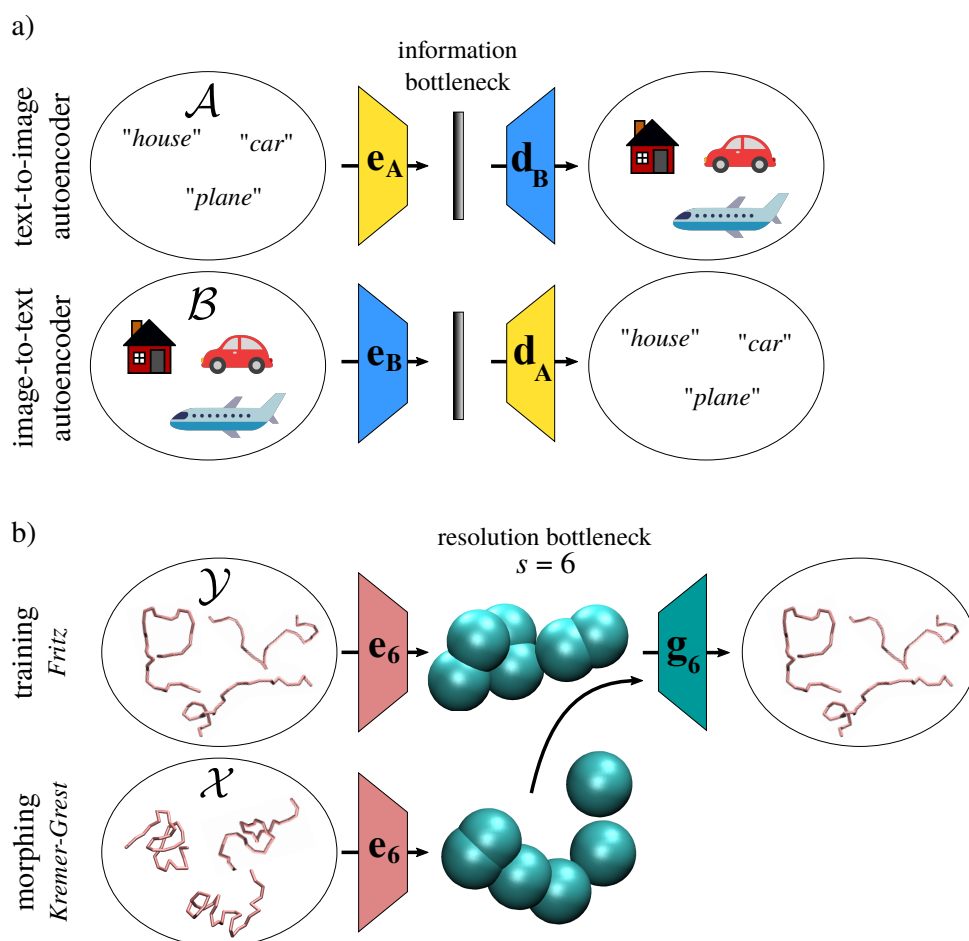 a)
information
bottleneck
text-to-image
autoencoder
𝒜
"house"
"car"
"plane"
e_A
d_B
image-to-text
autoencoder
ℬ
e_B
d_A
"house"
"car"
"plane"
b)
resolution bottleneck
s = 6
training
Fritz
𝒴
e_6
g_6
morphing
Kremer-Grest
𝒳
e_6